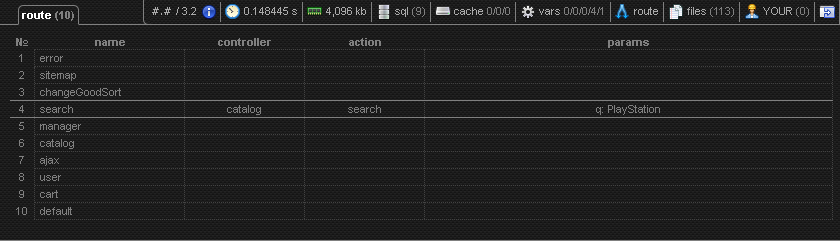 route (10) #.# / 3.2 0.148445 s 4,096 kb sql (9) cache 0/0/0 vars 0/0/0/4/1 route files (113) YOUR (0)
№ name controller action params
1 error
2 sitemap
3 changeGoodSort
4 search catalog search q: PlayStation
5 manager
6 catalog
7 ajax
8 user
9 cart
10 default